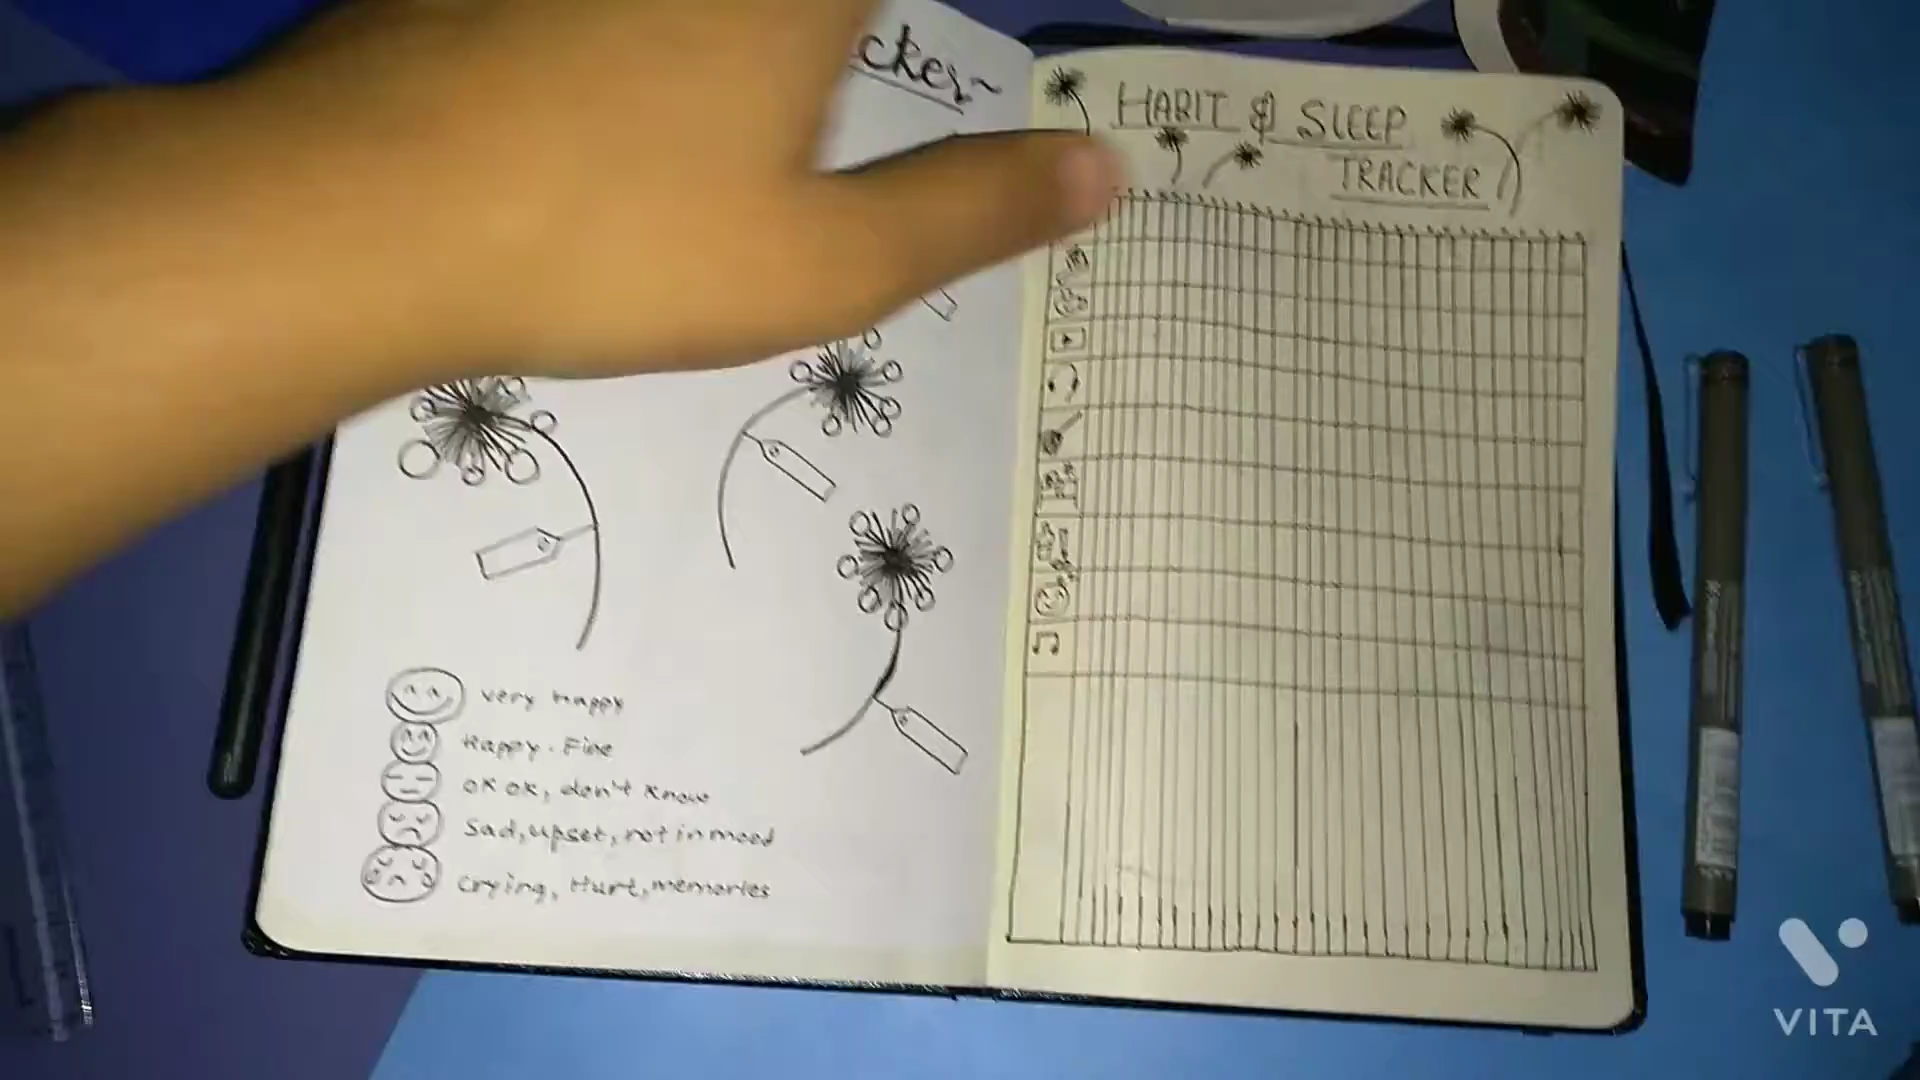 cker~
very happy
Happy. Fine
OK OK, don't know
Sad, upset, not in mood
Crying, Hurt, memories
HABIT & SLEEP
TRACKER
VITA